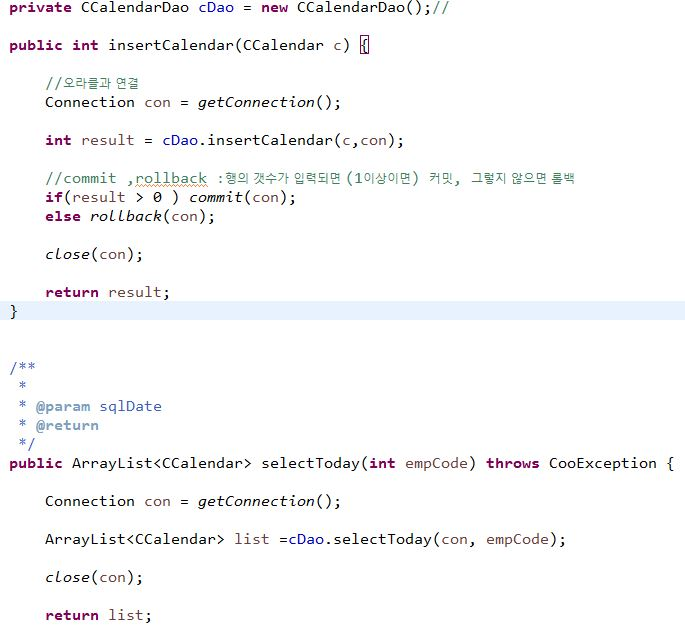 private CCalendarDao cDao = new CCalendarDao();//
public int insertCalendar(CCalendar c) {
//오라클과 연결
Connection con = getConnection();
int result = cDao.insertCalendar(c,con);
//commit ,rollback :행의 갯수가 입력되면 (1이상이면) 커밋, 그렇지 않으면 롤백
if(result > 0 ) commit(con);
else rollback(con);
close(con);
return result;
}
/**
*
* @param sqlDate
* @return
*/
public ArrayList<CCalendar> selectToday(int empCode) throws CooException {
Connection con = getConnection();
ArrayList<CCalendar> list =cDao.selectToday(con, empCode);
close(con);
return list;